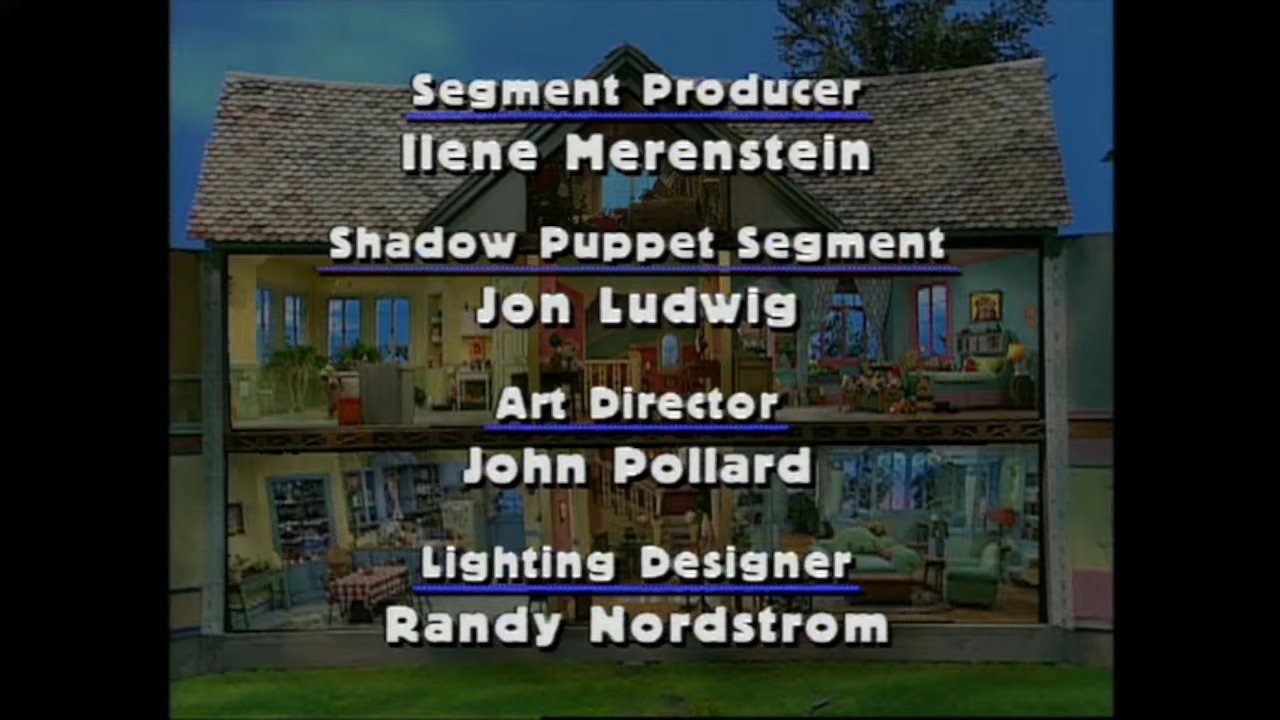 Segment Producer
Ilene Merenstein
Shadow Puppet Segment
Jon Ludwig
Art Director
John Pollard
Lighting Designer
Randy Nordstrom